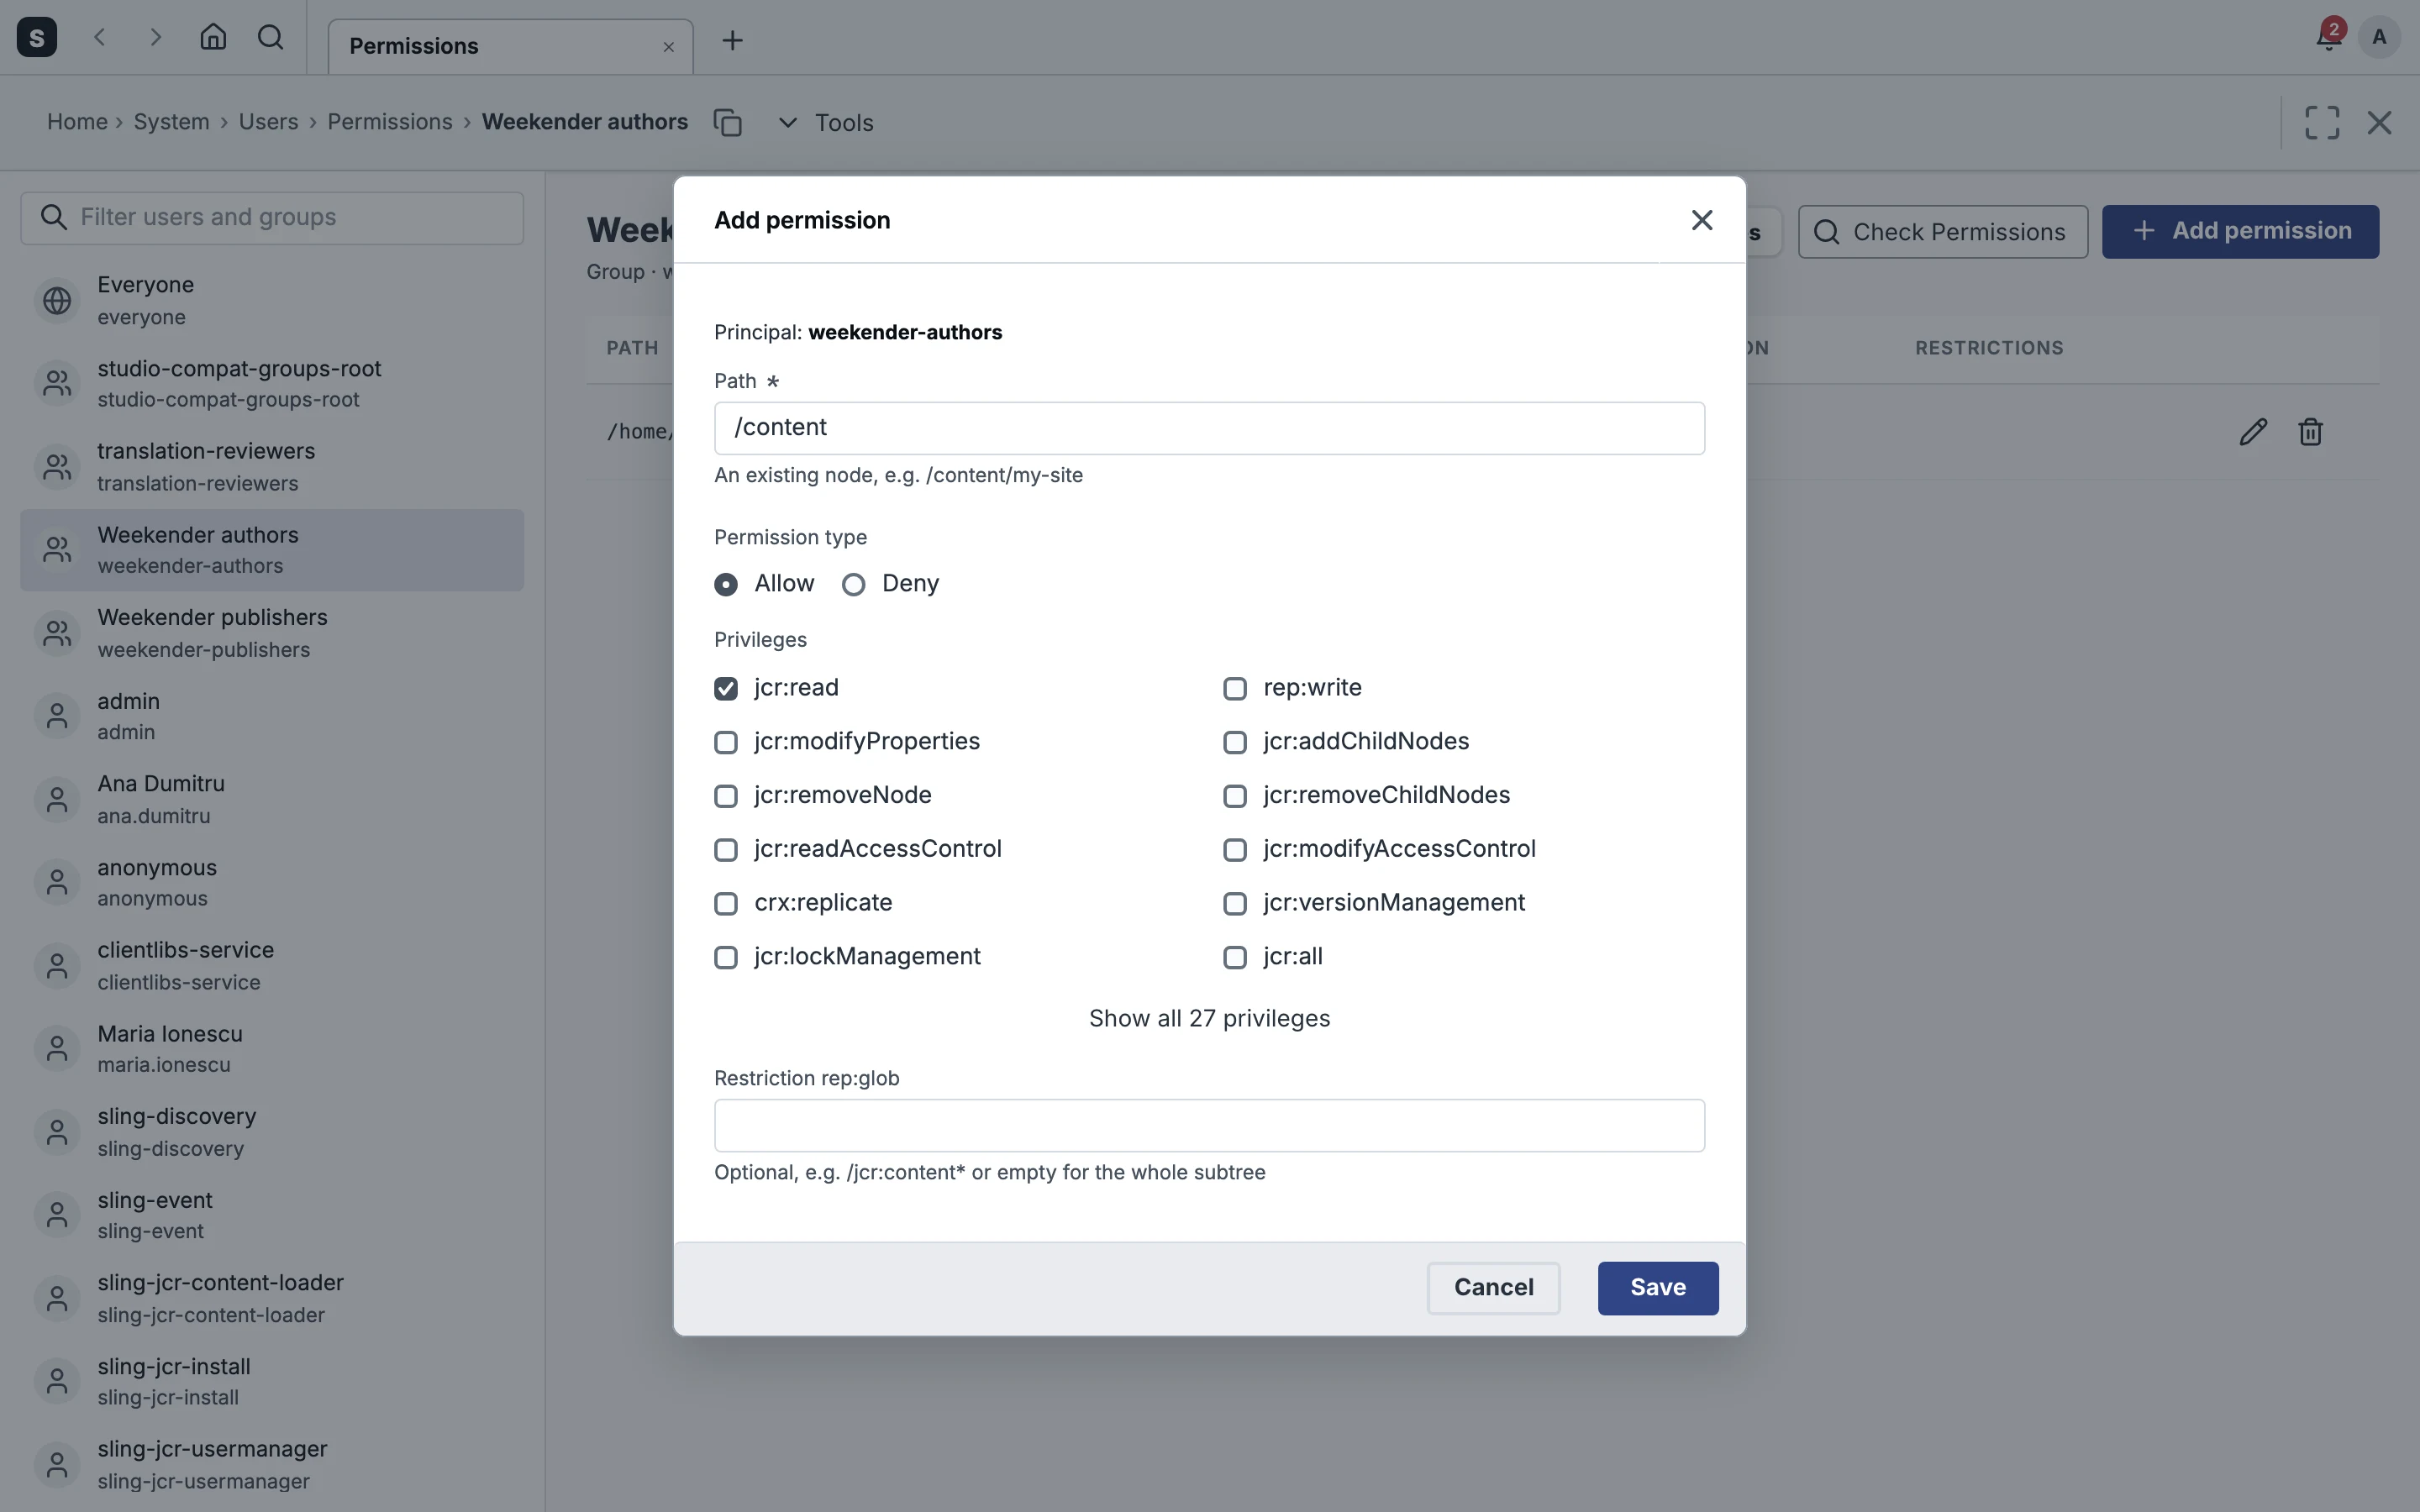 S
Permissions
2
A
Home › System › Users › Permissions › Weekender authors
Tools
Filter users and groups
Everyone
everyone
studio-compat-groups-root
studio-compat-groups-root
translation-reviewers
translation-reviewers
Weekender authors
weekender-authors
Weekender publishers
weekender-publishers
admin
admin
Ana Dumitru
ana.dumitru
anonymous
anonymous
clientlibs-service
clientlibs-service
Maria Ionescu
maria.ionescu
sling-discovery
sling-discovery
sling-event
sling-event
sling-jcr-content-loader
sling-jcr-content-loader
sling-jcr-install
sling-jcr-install
sling-jcr-usermanager
sling-jcr-usermanager
Group ·
Check Permissions
Add permission
PATH
RESTRICTIONS
/home/
Add permission
Principal: weekender-authors
Path *
/content
An existing node, e.g. /content/my-site
Permission type
Allow
Deny
Privileges
jcr:read
rep:write
jcr:modifyProperties
jcr:addChildNodes
jcr:removeNode
jcr:removeChildNodes
jcr:readAccessControl
jcr:modifyAccessControl
crx:replicate
jcr:versionManagement
jcr:lockManagement
jcr:all
Show all 27 privileges
Restriction rep:glob
Optional, e.g. /jcr:content* or empty for the whole subtree
Cancel
Save